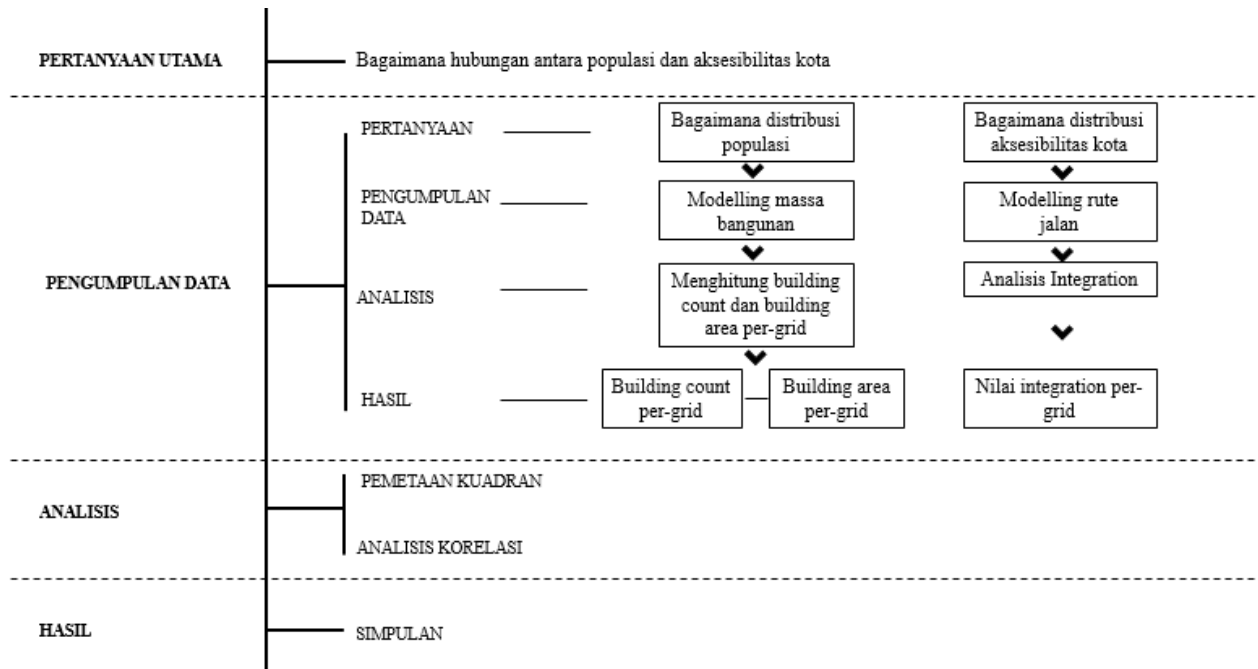 PERTANYAAN UTAMA
Bagaimana hubungan antara populasi dan aksesibilitas kota
PENGUMPULAN DATA
PERTANYAAN
Bagaimana distribusi
populasi
Bagaimana distribusi
aksesibilitas kota
PENGUMPULAN
DATA
Modelling massa
bangunan
Modelling rute
jalan
ANALISIS
Menghitung building
count dan building
area per-grid
Analisis Integration
HASIL
Building count
per-grid
Building area
per-grid
Nilai integration per-
grid
ANALISIS
PEMETAAN KUADRAN
ANALISIS KORELASI
HASIL
SIMPULAN